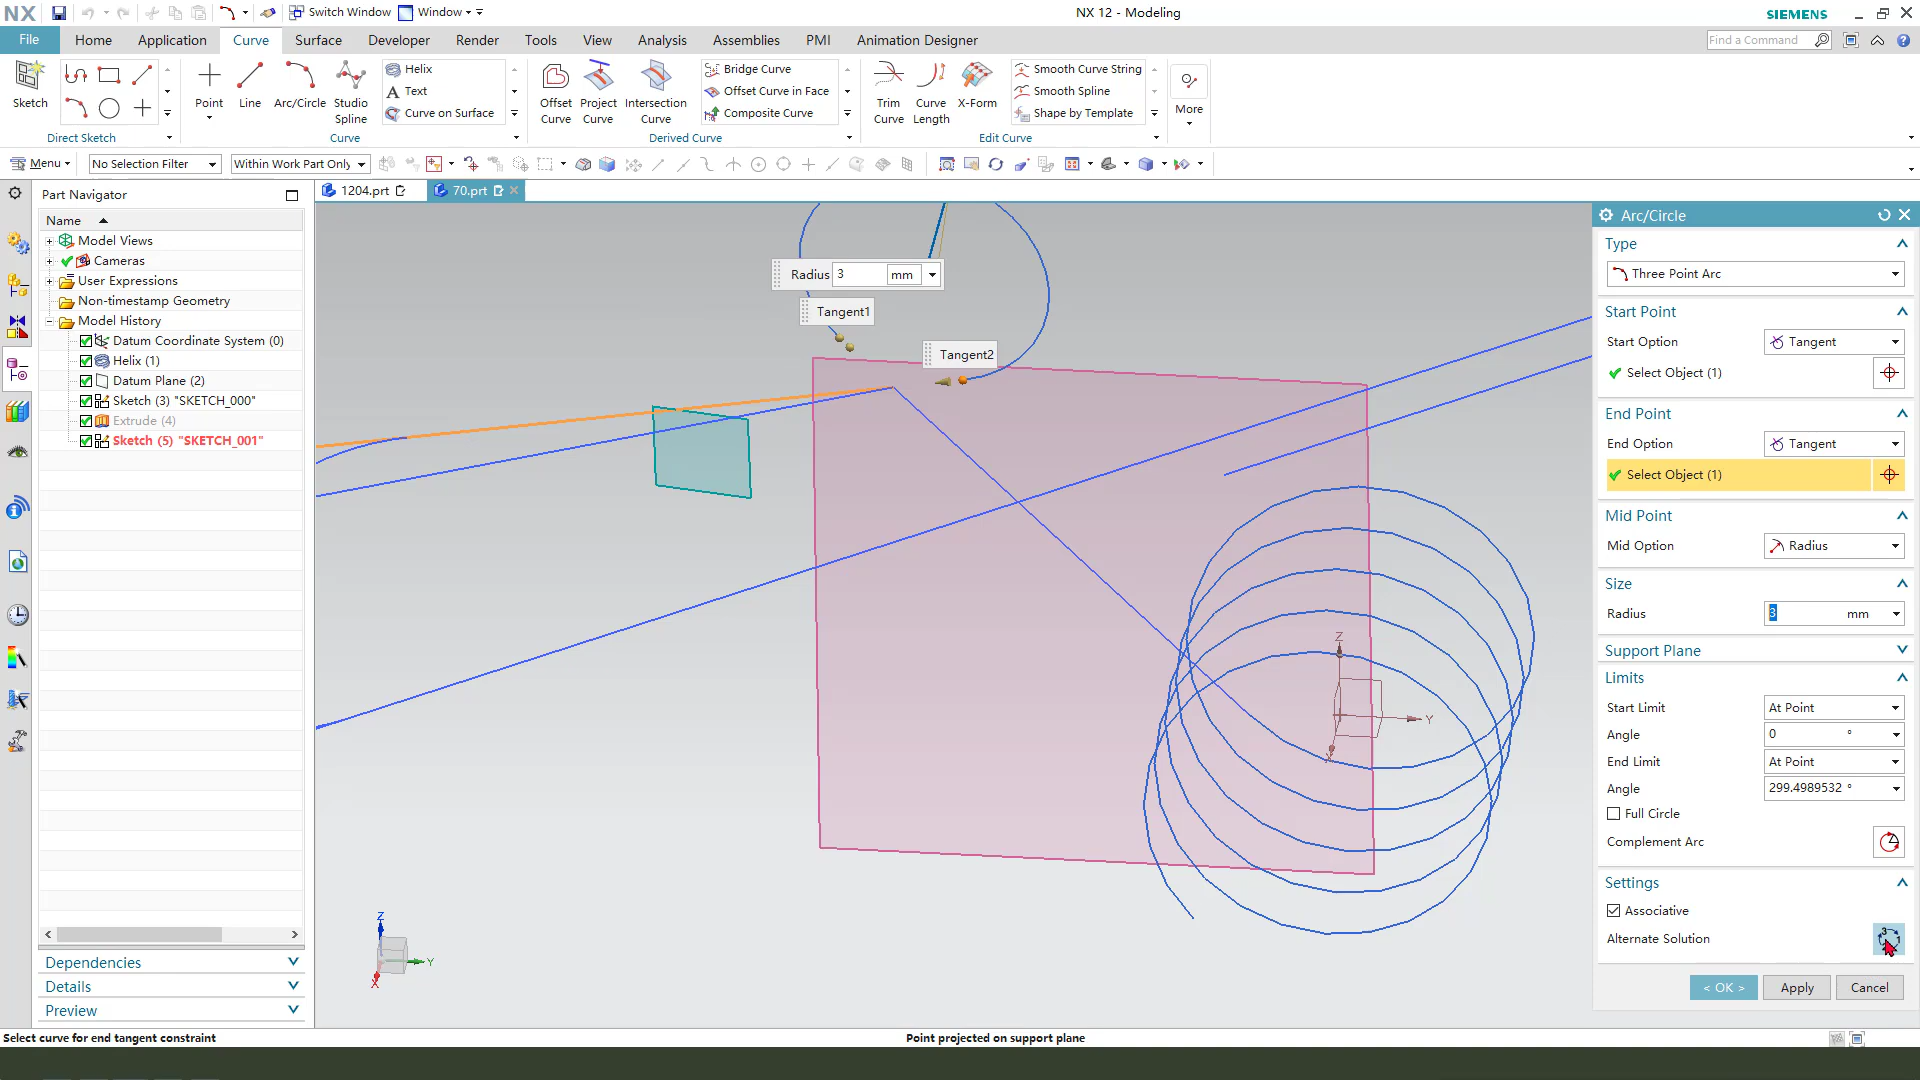 NX
Switch Window
Window
NX 12 - Modeling
SIEMENS
File
Home
Application
Curve
Surface
Developer
Render
Tools
View
Analysis
Assemblies
PMI
Animation Designer
Find a Command
Sketch
Point
Line
Arc/Circle
Studio
Spline
Helix
Text
Curve on Surface
Offset
Curve
Project
Curve
Intersection
Curve
Bridge Curve
Offset Curve in Face
Composite Curve
Trim
Curve
Curve
Length
X-Form
Smooth Curve String
Smooth Spline
Shape by Template
More
Direct Sketch
Curve
Derived Curve
Edit Curve
Menu
No Selection Filter
Within Work Part Only
Part Navigator
1204.prt
70.prt
Name
Model Views
Cameras
User Expressions
Non-timestamp Geometry
Model History
Datum Coordinate System (0)
Helix (1)
Datum Plane (2)
Sketch (3) "SKETCH_000"
Extrude (4)
Sketch (5) "SKETCH_001"
Dependencies
Details
Preview
Radius 3 mm
Tangent1
Tangent2
Z
Y
X
Z
Y
X
Arc/Circle
Type
Three Point Arc
Start Point
Start Option Tangent
Select Object (1)
End Point
End Option Tangent
Select Object (1)
Mid Point
Mid Option Radius
Size
Radius 3 mm
Support Plane
Limits
Start Limit At Point
Angle 0 °
End Limit At Point
Angle 299.4989532 °
Full Circle
Complement Arc
Settings
Associative
Alternate Solution
< OK >
Apply
Cancel
Select curve for end tangent constraint
Point projected on support plane